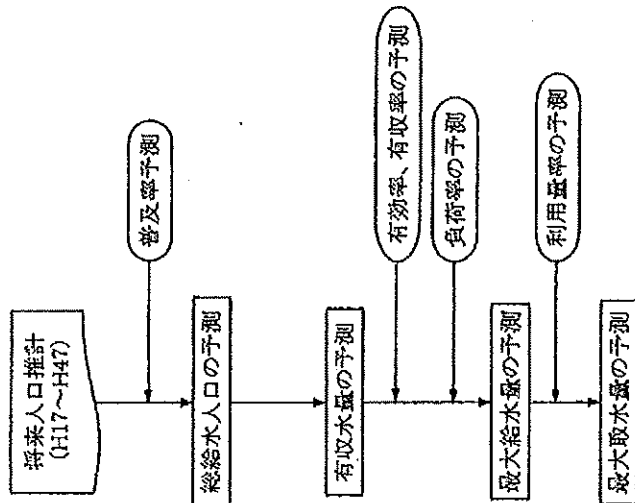 将来人口推計
(H17～H47)
普及率予測
総給水人口の予測
有収水量の予測
有効率、有収率の予測
負荷率の予測
最大給水量の予測
利用量率の予測
最大取水量の予測